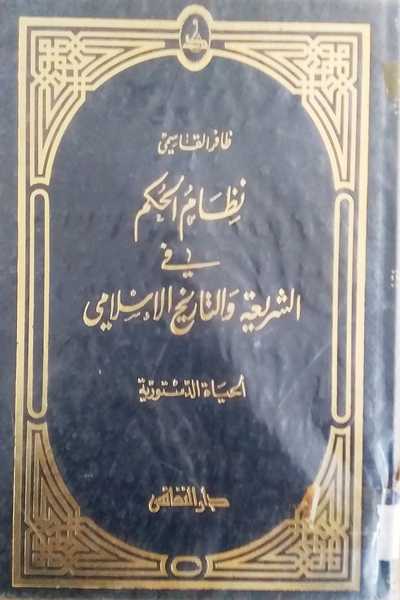 ظافر القاسمي
نظام الحكم
في
الشريعة والتاريخ الإسلامي
الحياة الدستورية
دار النفائس